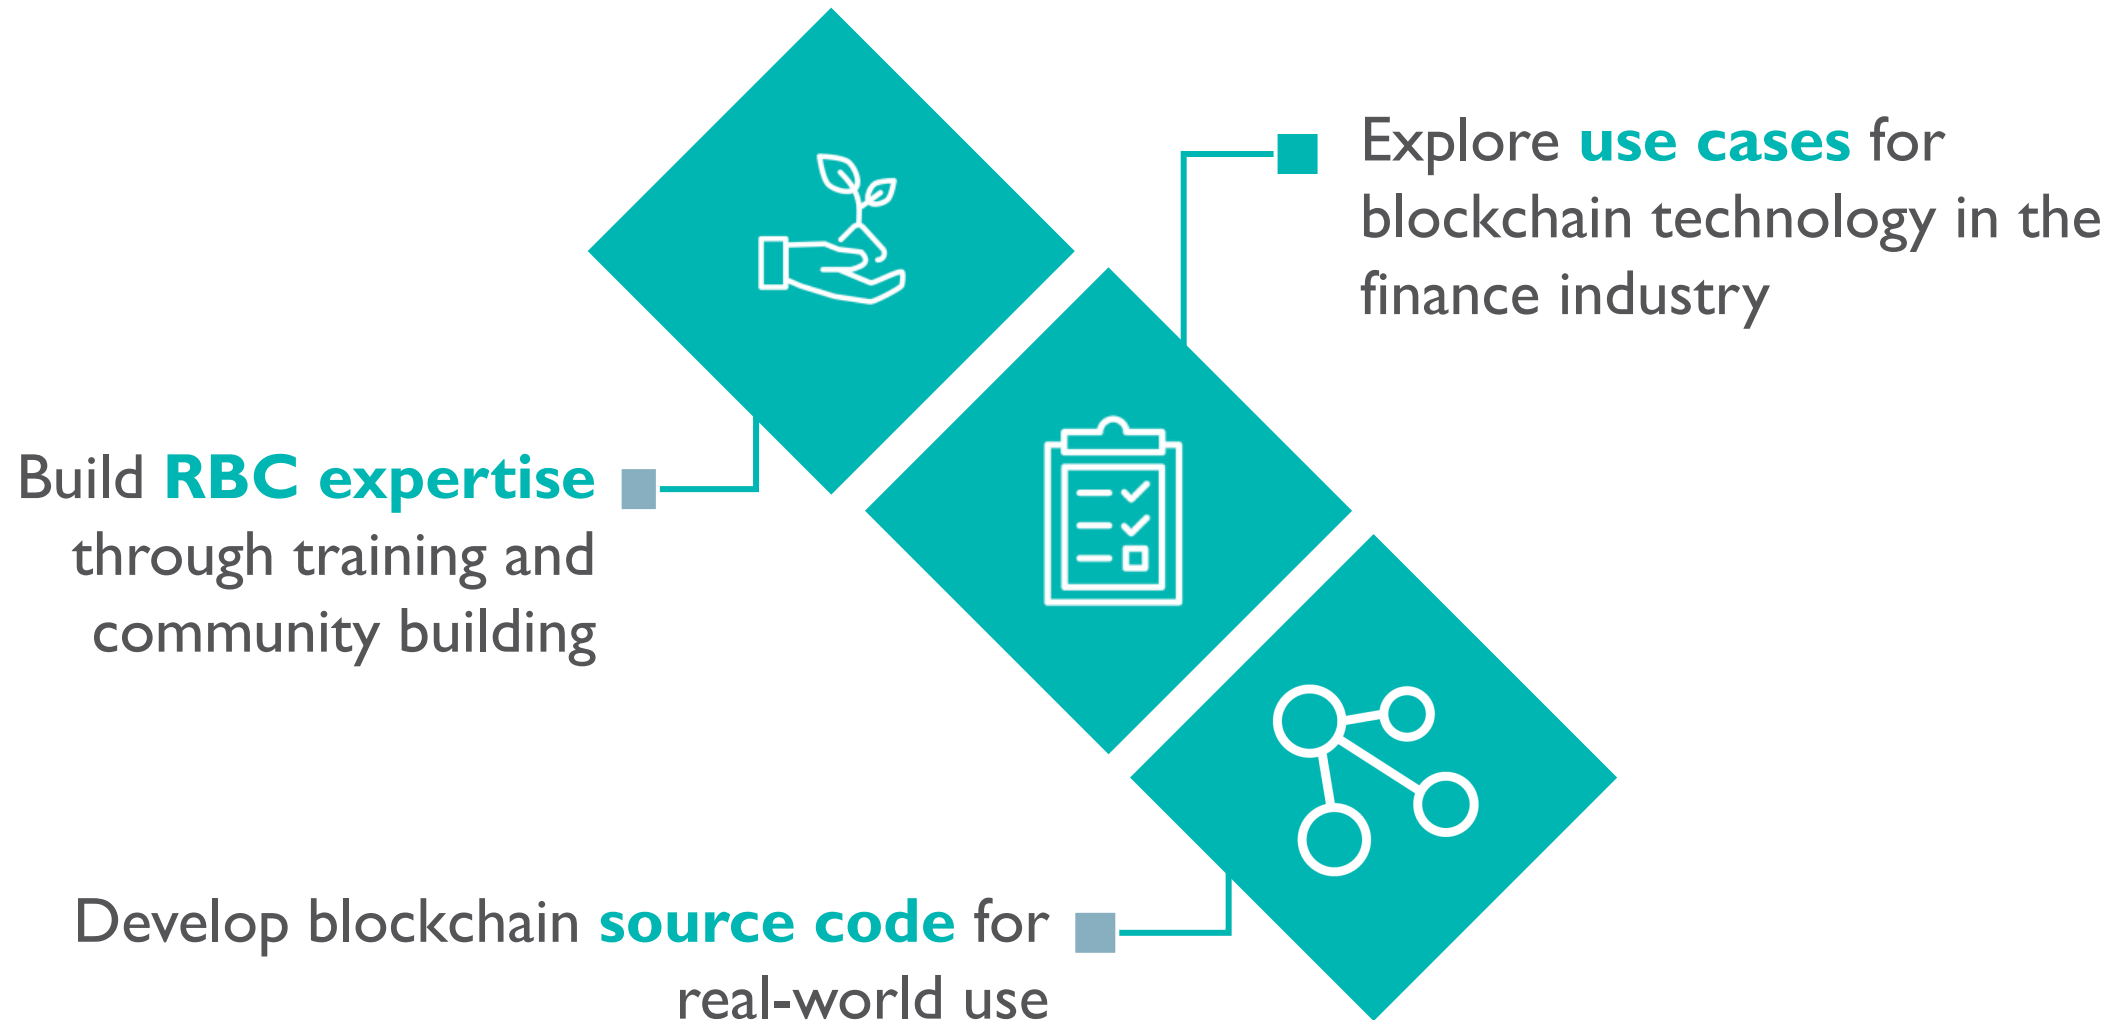 Explore use cases for
blockchain technology in the
finance industry
Build RBC expertise
through training and
community building
Develop blockchain source code for
real-world use